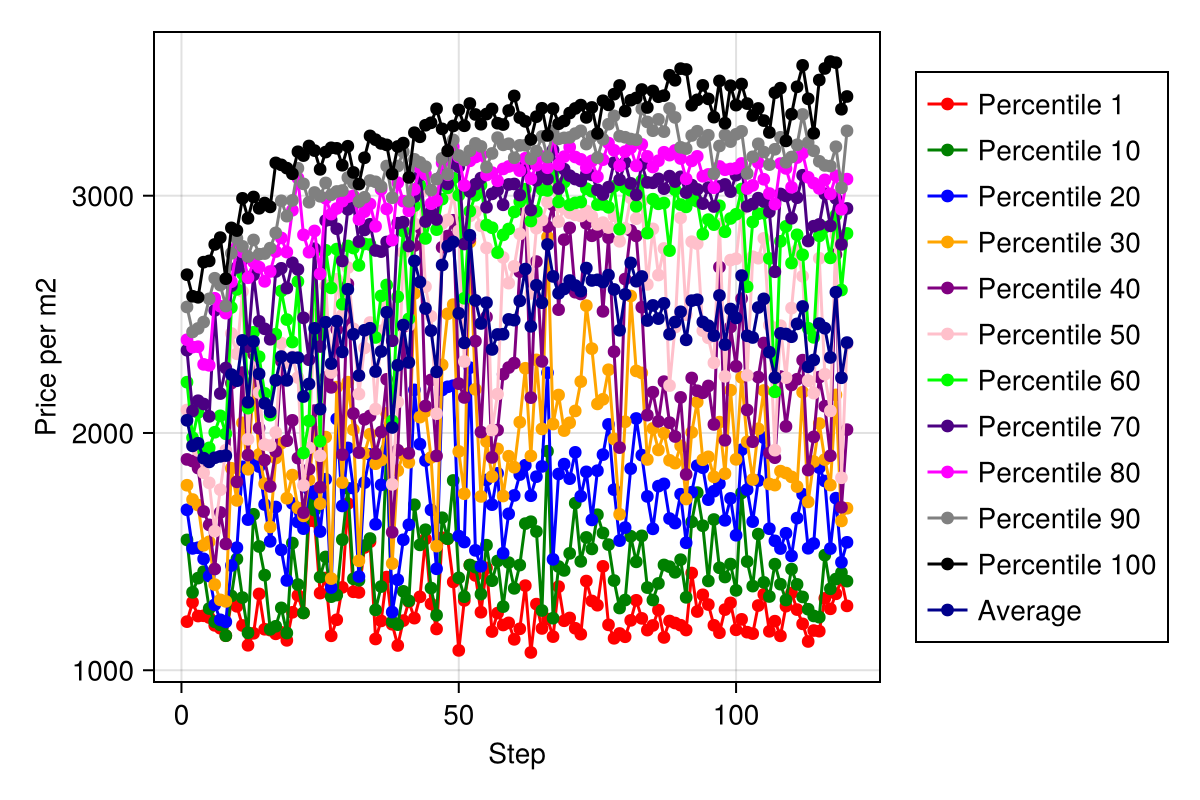 Price per m2
3000
2000
1000
0
50
100
Step
Percentile 1
Percentile 10
Percentile 20
Percentile 30
Percentile 40
Percentile 50
Percentile 60
Percentile 70
Percentile 80
Percentile 90
Percentile 100
Average